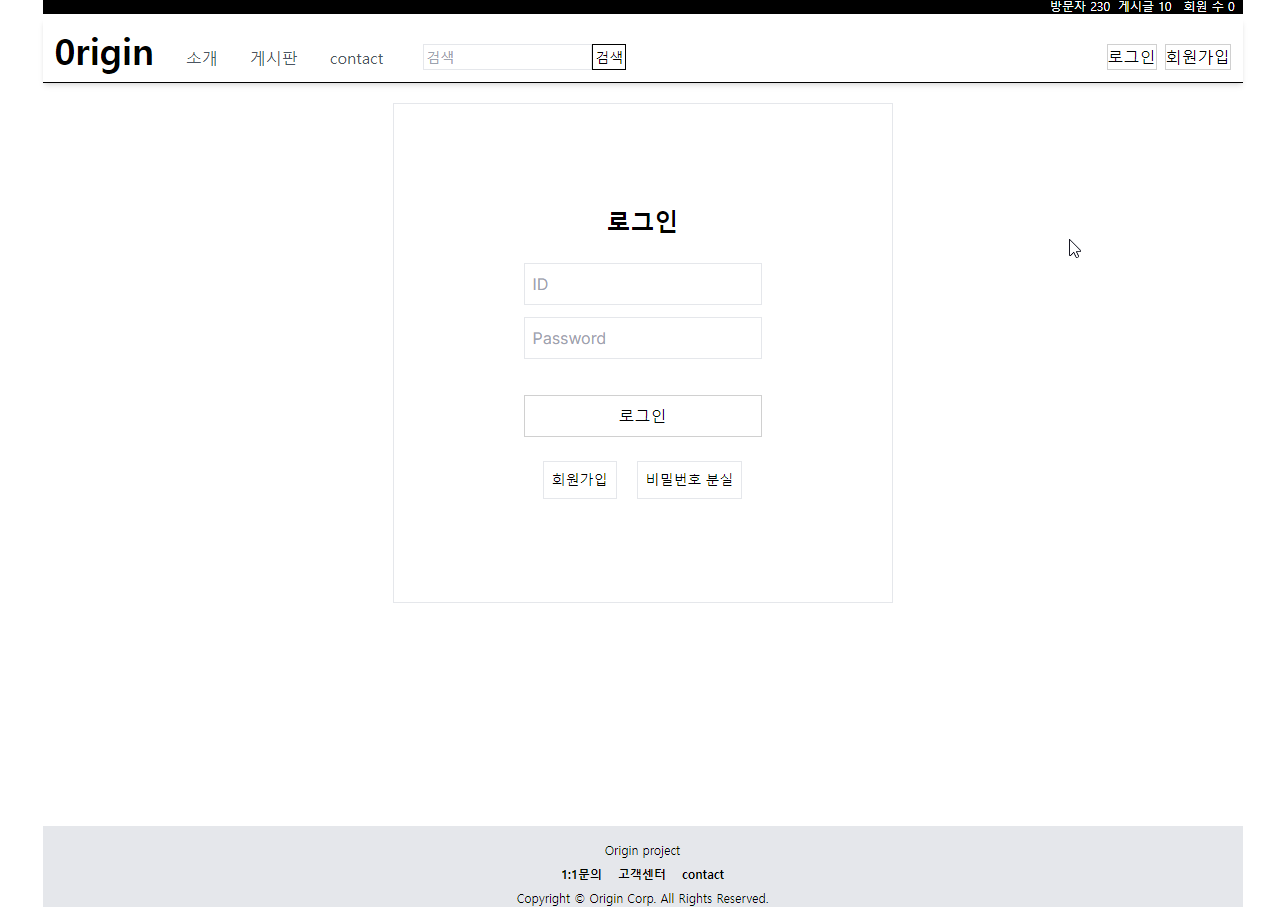 방문자 230 게시글 10 회원 수 0
0rigin 소개 게시판 contact 검색 검색 로그인 회원가입
로그인
ID
Password
로그인
회원가입 비밀번호 분실
Origin project
1:1문의 고객센터 contact
Copyright © Origin Corp. All Rights Reserved.